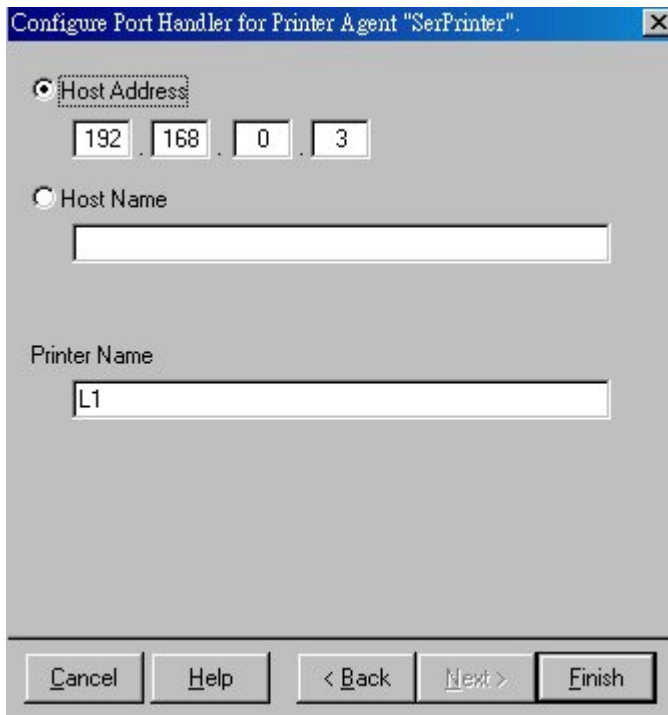 Configure Port Handler for Printer Agent "SerPrinter".
Host Address
192 . 168 . 0 . 3
Host Name
Printer Name
L1
Cancel Help < Back Next > Finish